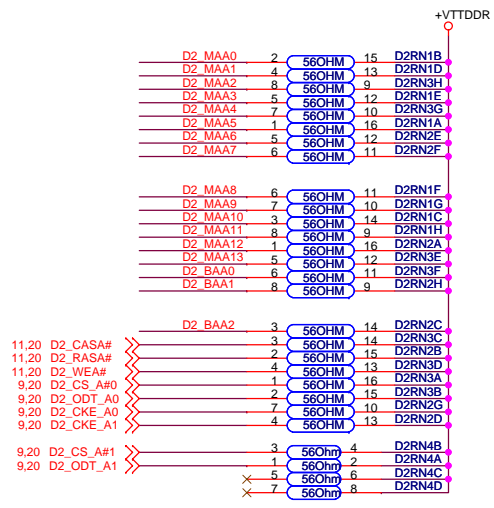 +VTTDDR
D2_MAA0 2 56OHM 15 D2RN1B
D2_MAA1 4 56OHM 13 D2RN1D
D2_MAA2 8 56OHM 9 D2RN3H
D2_MAA3 5 56OHM 12 D2RN1E
D2_MAA4 7 56OHM 10 D2RN3G
D2_MAA5 1 56OHM 16 D2RN1A
D2_MAA6 5 56OHM 12 D2RN2E
D2_MAA7 6 56OHM 11 D2RN2F
D2_MAA8 6 56OHM 11 D2RN1F
D2_MAA9 7 56OHM 10 D2RN1G
D2_MAA10 3 56OHM 14 D2RN1C
D2_MAA11 8 56OHM 9 D2RN1H
D2_MAA12 1 56OHM 16 D2RN2A
D2_MAA13 5 56OHM 12 D2RN3E
D2_BAA0 6 56OHM 11 D2RN3F
D2_BAA1 8 56OHM 9 D2RN2H
D2_BAA2 3 56OHM 14 D2RN2C
11,20 D2_CASA# 3 56OHM 14 D2RN3C
11,20 D2_RASA# 2 56OHM 15 D2RN2B
11,20 D2_WEA# 4 56OHM 13 D2RN3D
9,20 D2_CS_A#0 1 56OHM 16 D2RN3A
9,20 D2_ODT_A0 2 56OHM 15 D2RN3B
9,20 D2_CKE_A0 7 56OHM 10 D2RN2G
9,20 D2_CKE_A1 4 56OHM 13 D2RN2D
9,20 D2_CS_A#1 3 56Ohm 4 D2RN4B
9,20 D2_ODT_A1 1 56Ohm 2 D2RN4A
5 56Ohm 6 D2RN4C
7 56Ohm 8 D2RN4D